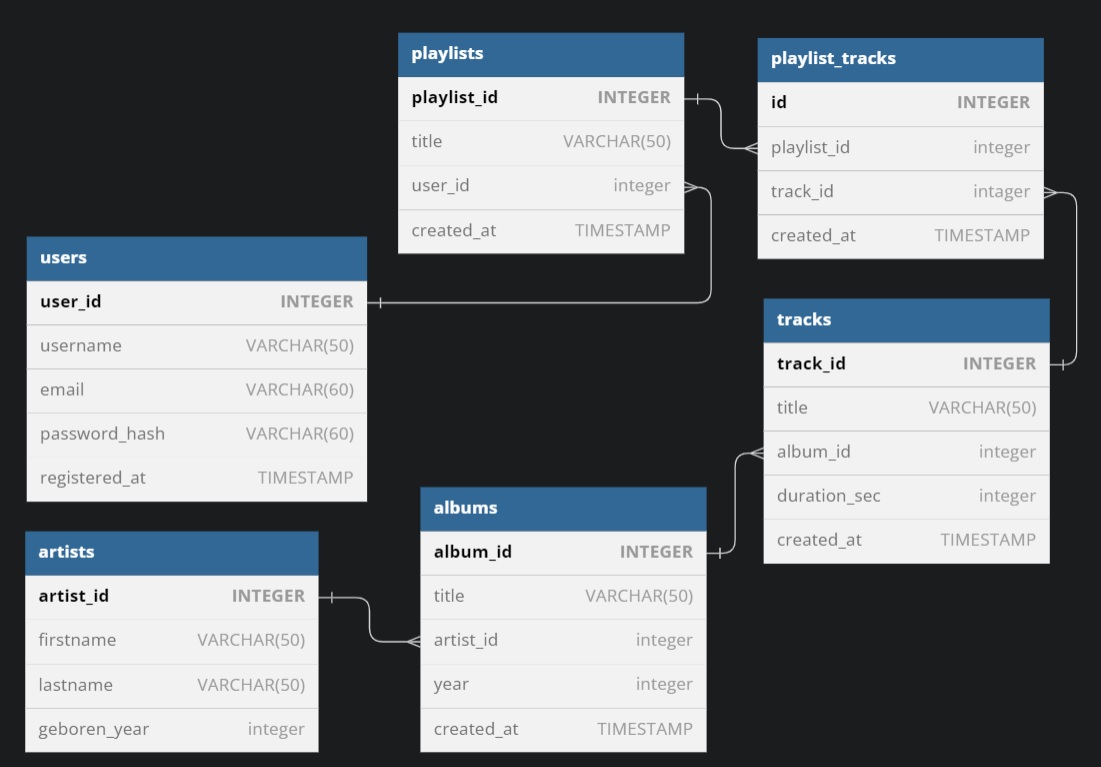 playlists
playlist_id INTEGER
title VARCHAR(50)
user_id integer
created_at TIMESTAMP
playlist_tracks
id INTEGER
playlist_id integer
track_id intager
created_at TIMESTAMP
users
user_id INTEGER
username VARCHAR(50)
email VARCHAR(60)
password_hash VARCHAR(60)
registered_at TIMESTAMP
tracks
track_id INTEGER
title VARCHAR(50)
album_id integer
duration_sec integer
created_at TIMESTAMP
artists
artist_id INTEGER
firstname VARCHAR(50)
lastname VARCHAR(50)
geboren_year integer
albums
album_id INTEGER
title VARCHAR(50)
artist_id integer
year integer
created_at TIMESTAMP